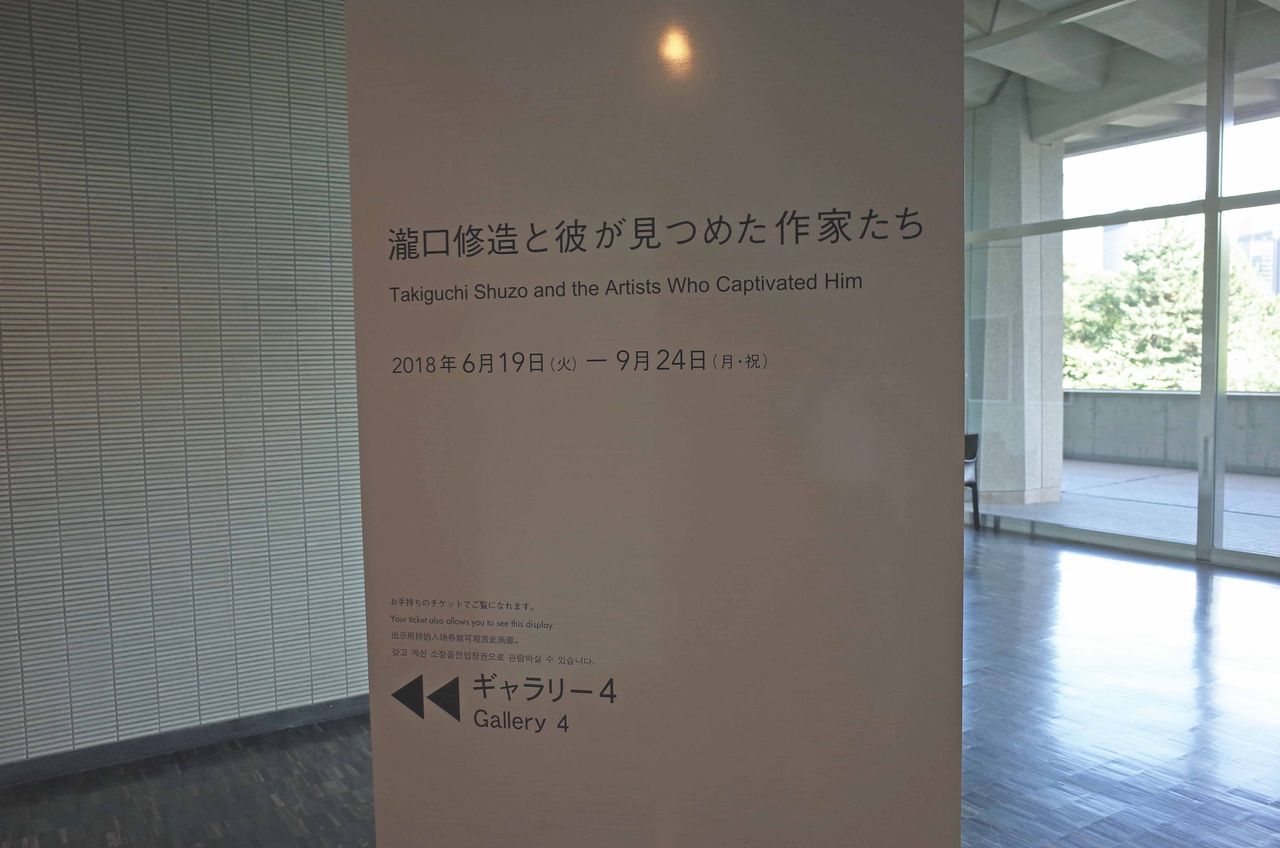 瀧口修造と彼が見つめた作家たち
Takiguchi Shuzo and the Artists Who Captivated Him
2018年6月19日(火) — 9月24日(月・祝)
お手持ちのチケットでご覧になれます。
Your ticket also allows you to see this display.
出示所持的入场券就可观赏此画廊。
갖고 계신 소장품전입장권으로 관람하실 수 있습니다.
ギャラリー4
Gallery 4